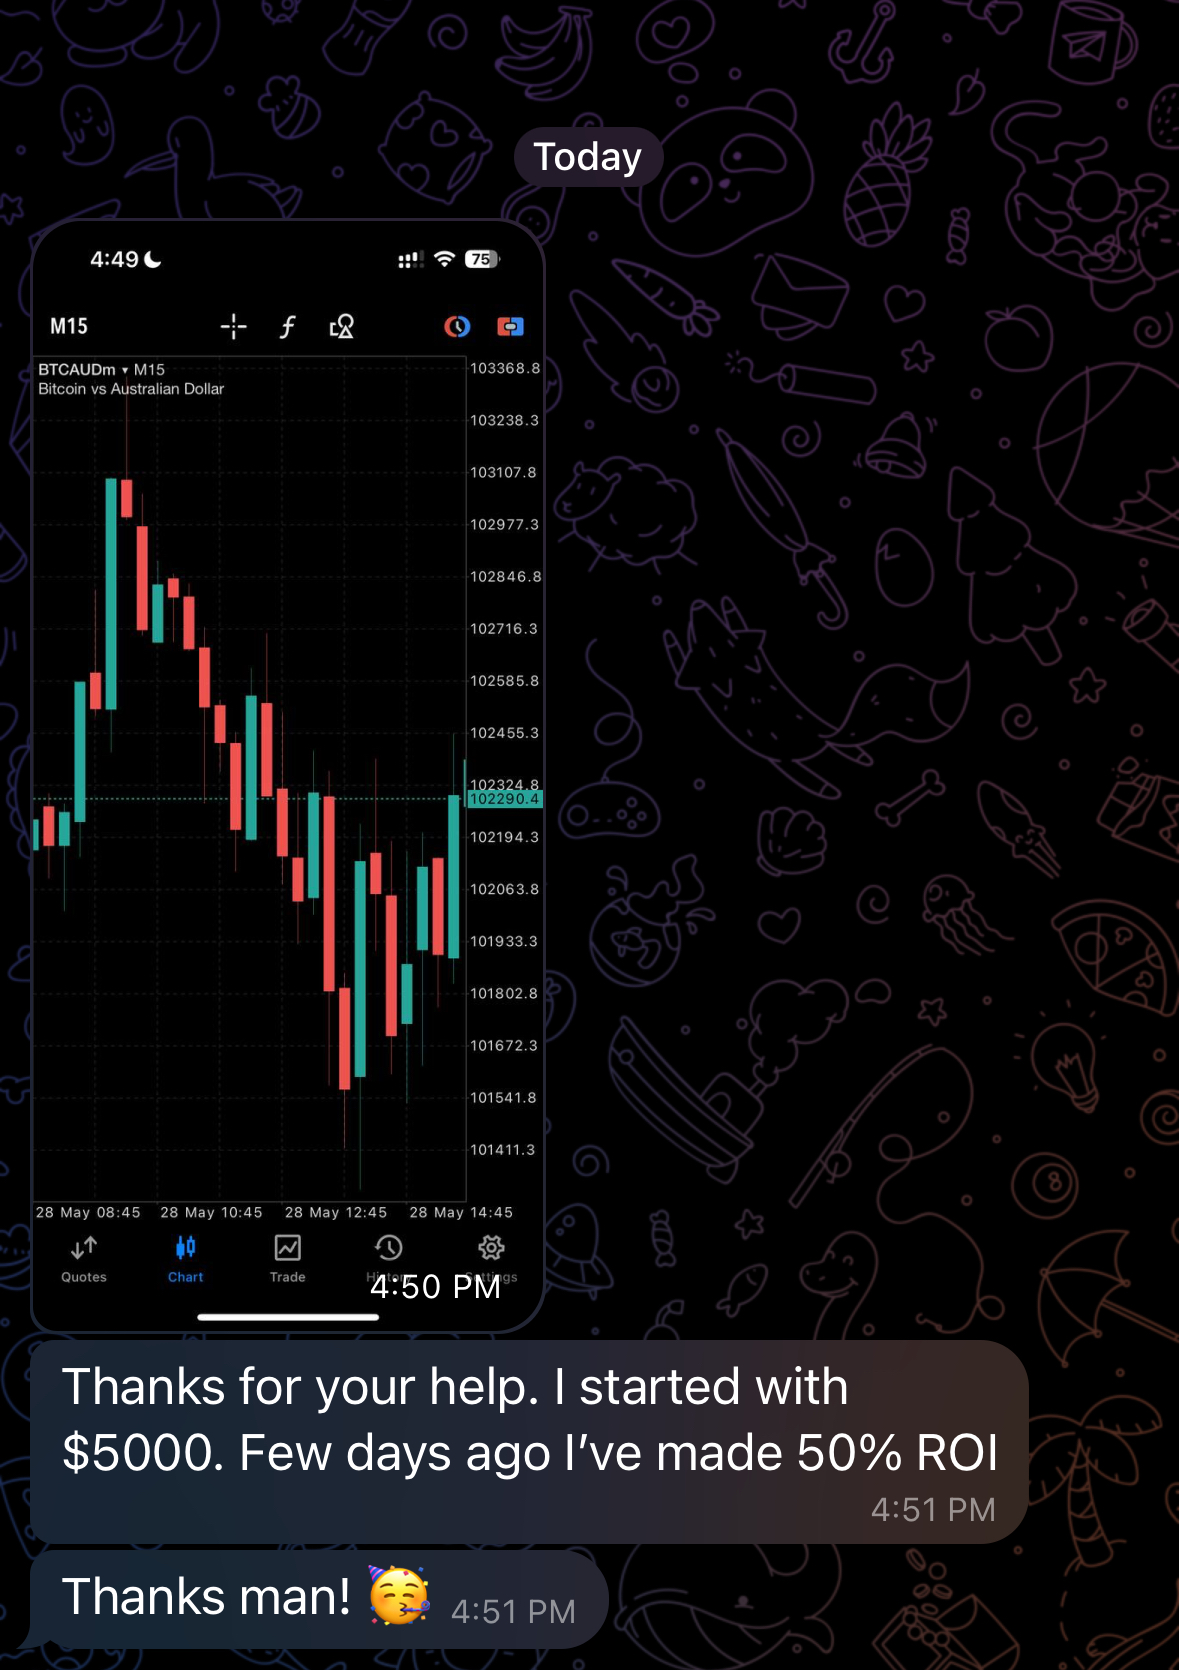 Today
4:49
75
M15
f
BTCAUDm ▾ M15
Bitcoin vs Australian Dollar
103368.8
103238.3
103107.8
102977.3
102846.8
102716.3
102585.8
102455.3
102324.8
102290.4
102194.3
102063.8
101933.3
101802.8
101672.3
101541.8
101411.3
28 May 08:45 28 May 10:45 28 May 12:45 28 May 14:45
Quotes Chart Trade History Settings
4:50 PM
Thanks for your help. I started with
$5000. Few days ago I’ve made 50% ROI
4:51 PM
Thanks man! 🥳 4:51 PM